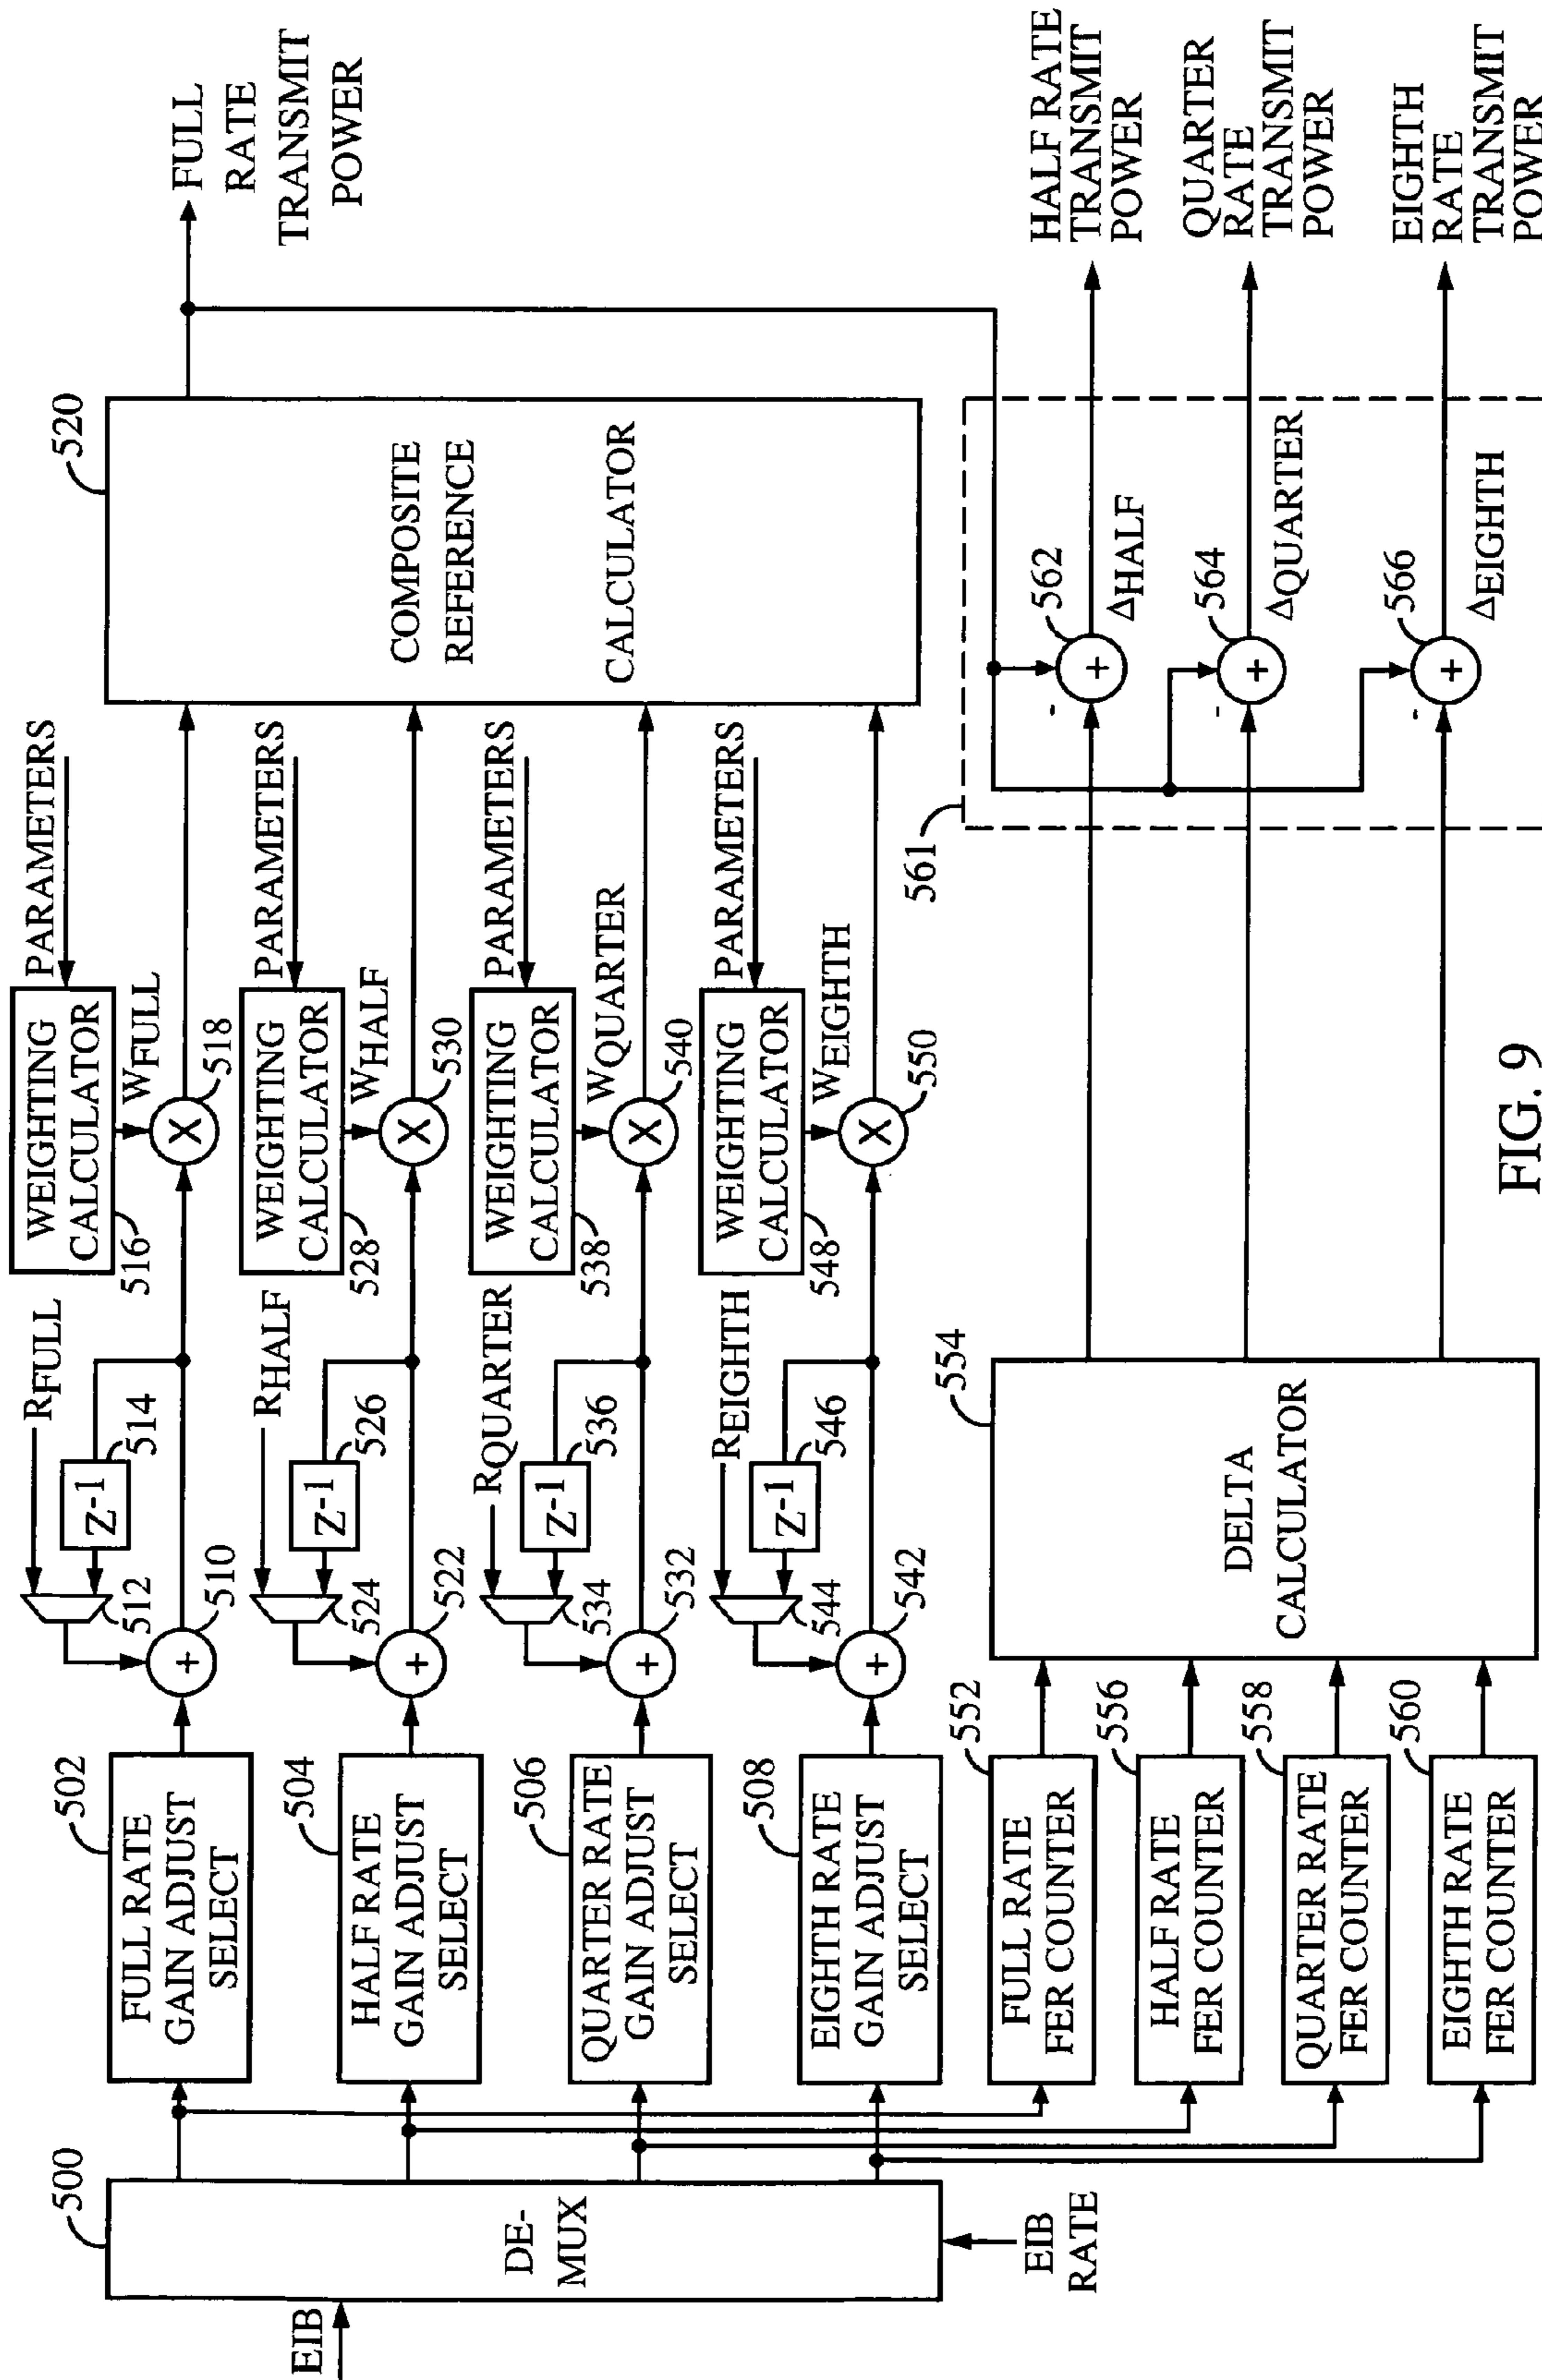 EIB
500
DE-
MUX
EIB
RATE
502
FULL RATE
GAIN ADJUST
SELECT
504
HALF RATE
GAIN ADJUST
SELECT
506
QUARTER RATE
GAIN ADJUST
SELECT
508
EIGHTH RATE
GAIN ADJUST
SELECT
552
FULL RATE
FER COUNTER
556
HALF RATE
FER COUNTER
558
QUARTER RATE
FER COUNTER
560
EIGHTH RATE
FER COUNTER
RFULL
512
Z-1
514
+
510
RHALF
524
Z-1
526
+
522
RQUARTER
534
Z-1
536
+
532
REIGHTH
544
Z-1
546
+
542
554
DELTA
CALCULATOR
PARAMETERS
WEIGHTING
CALCULATOR
516
WFULL
X
518
PARAMETERS
WEIGHTING
CALCULATOR
528
WHALF
X
530
PARAMETERS
WEIGHTING
CALCULATOR
538
WQUARTER
X
540
PARAMETERS
WEIGHTING
CALCULATOR
548
WEIGHTH
X
550
520
COMPOSITE
REFERENCE
CALCULATOR
561
-
+
562
ΔHALF
-
+
564
ΔQUARTER
-
+
566
ΔEIGHTH
FULL
RATE
TRANSMIT
POWER
HALF RATE
TRANSMIT
POWER
QUARTER
RATE
TRANSMIT
POWER
EIGHTH
RATE
TRANSMIT
POWER
FIG. 9